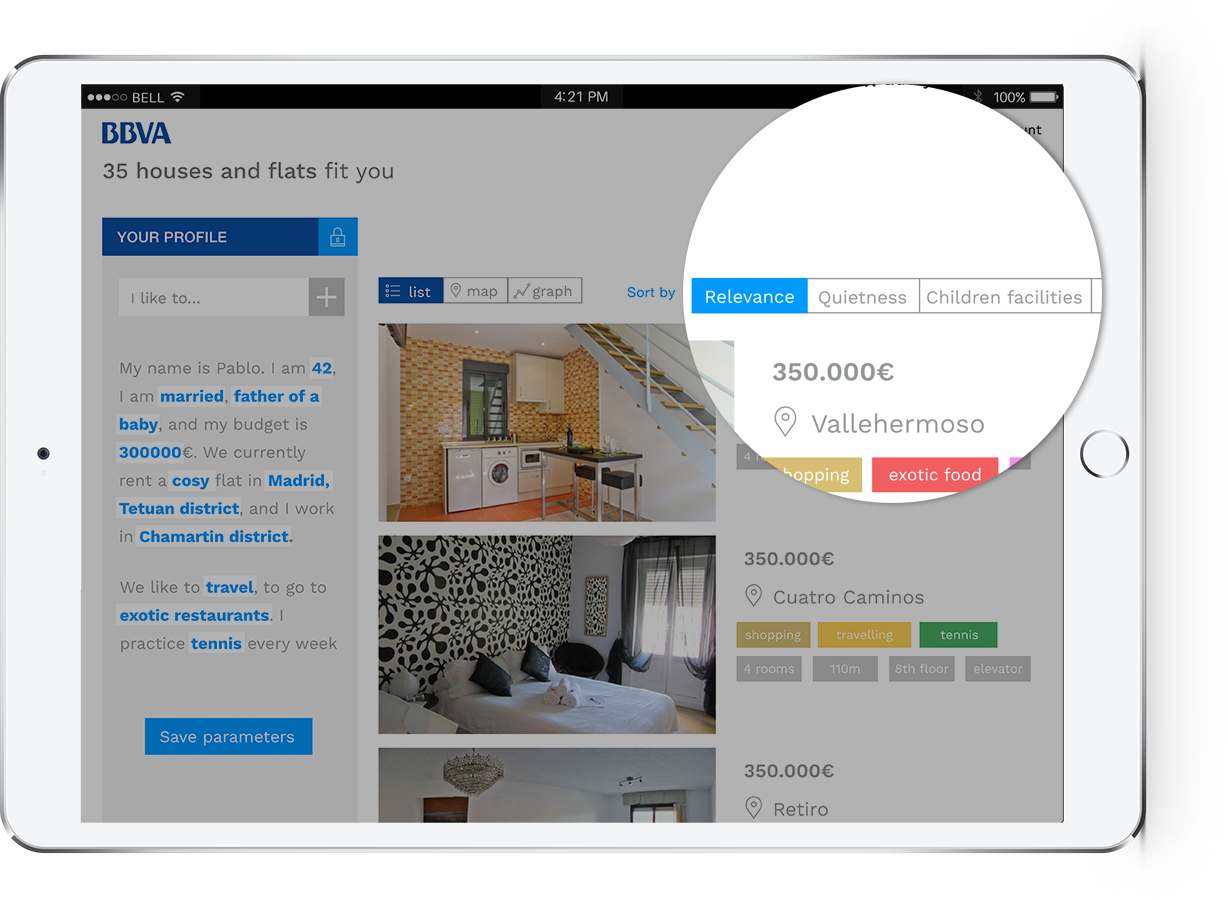 BELL
4:21 PM
100%
BBVA
35 houses and flats fit you
YOUR PROFILE
I like to...
list
map
graph
Sort by
Relevance
Quietness
Children facilities
My name is Pablo. I am 42,
I am married, father of a
baby, and my budget is
300000€. We currently
rent a cosy flat in Madrid,
Tetuan district, and I work
in Chamartin district.
We like to travel, to go to
exotic restaurants. I
practice tennis every week
Save parameters
350.000€
Vallehermoso
exotic food
350.000€
Cuatro Caminos
shopping
travelling
tennis
4 rooms
110m
8th floor
elevator
350.000€
Retiro